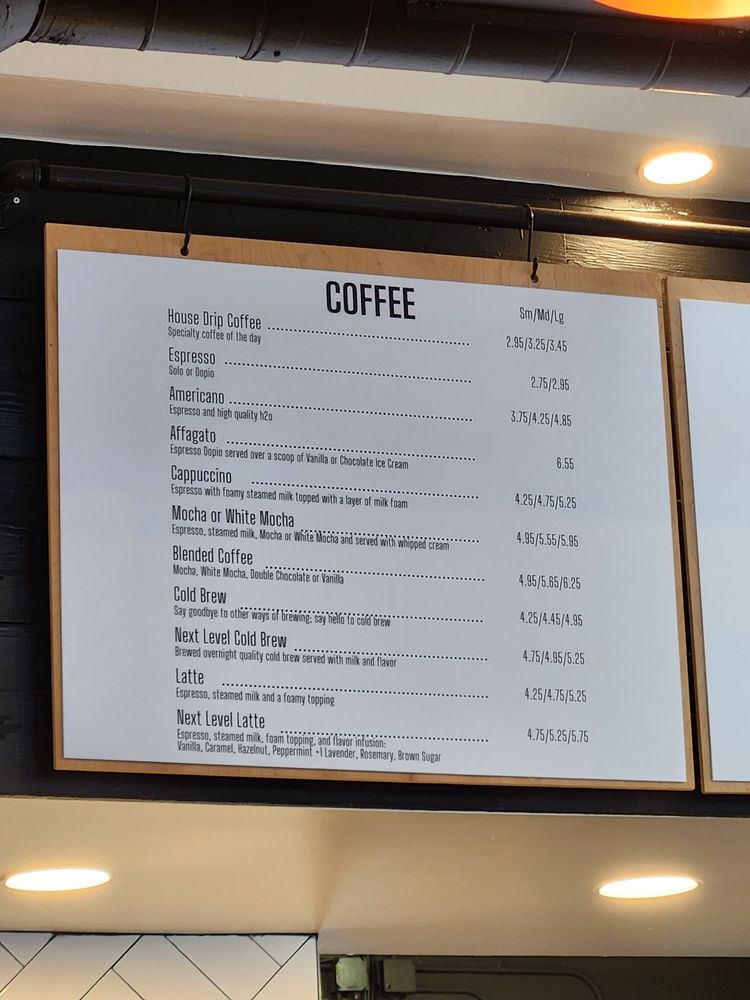 COFFEE
Sm/Md/Lg
House Drip Coffee 2.95/3.25/3.45
Specialty coffee of the day
Espresso 2.75/2.95
Solo or Dopio
Americano 3.75/4.25/4.85
Espresso and high quality h2o
Affagato 6.55
Espresso Dopio served over a scoop of Vanilla or Chocolate Ice Cream
Cappuccino 4.25/4.75/5.25
Espresso with foamy steamed milk topped with a layer of milk foam
Mocha or White Mocha 4.95/5.55/5.95
Espresso, steamed milk, Mocha or White Mocha and served with whipped cream
Blended Coffee 4.95/5.65/6.25
Mocha, White Mocha, Double Chocolate or Vanilla
Cold Brew 4.25/4.45/4.95
Say goodbye to other ways of brewing; say hello to cold brew
Next Level Cold Brew 4.75/4.95/5.25
Brewed overnight quality cold brew served with milk and flavor
Latte 4.25/4.75/5.25
Espresso, steamed milk and a foamy topping
Next Level Latte 4.75/5.25/5.75
Espresso, steamed milk, foam topping, and flavor infusion:
Vanilla, Caramel, Hazelnut, Peppermint +1 Lavender, Rosemary, Brown Sugar